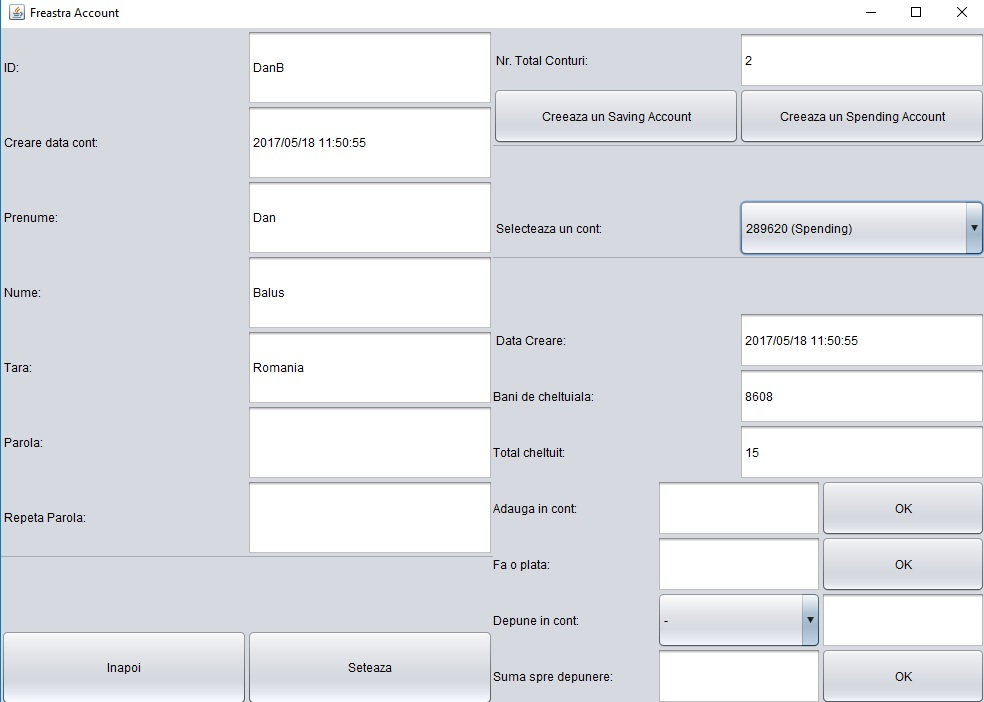 Freastra Account
ID:
DanB
Creare data cont:
2017/05/18 11:50:55
Prenume:
Dan
Nume:
Balus
Tara:
Romania
Parola:
Repeta Parola:
Inapoi
Seteaza
Nr. Total Conturi:
2
Creeaza un Saving Account
Creeaza un Spending Account
Selecteaza un cont:
289620 (Spending)
Data Creare:
2017/05/18 11:50:55
Bani de cheltuiala:
8608
Total cheltuit:
15
Adauga in cont:
OK
Fa o plata:
OK
Depune in cont:
-
Suma spre depunere:
OK